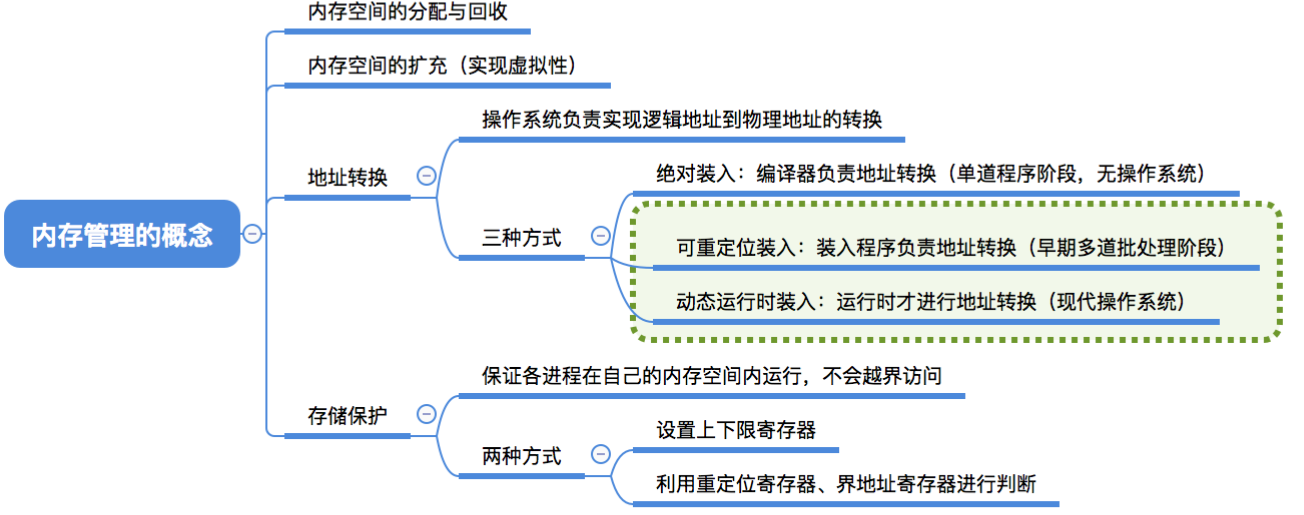 内存空间的分配与回收
内存空间的扩充（实现虚拟性）
操作系统负责实现逻辑地址到物理地址的转换
绝对装入：编译器负责地址转换（单道程序阶段，无操作系统）
地址转换
内存管理的概念
三种方式
可重定位装入：装入程序负责地址转换（早期多道批处理阶段）
动态运行时装入：运行时才进行地址转换（现代操作系统）
保证各进程在自己的内存空间内运行，不会越界访问
存储保护
设置上下限寄存器
两种方式
利用重定位寄存器、界地址寄存器进行判断